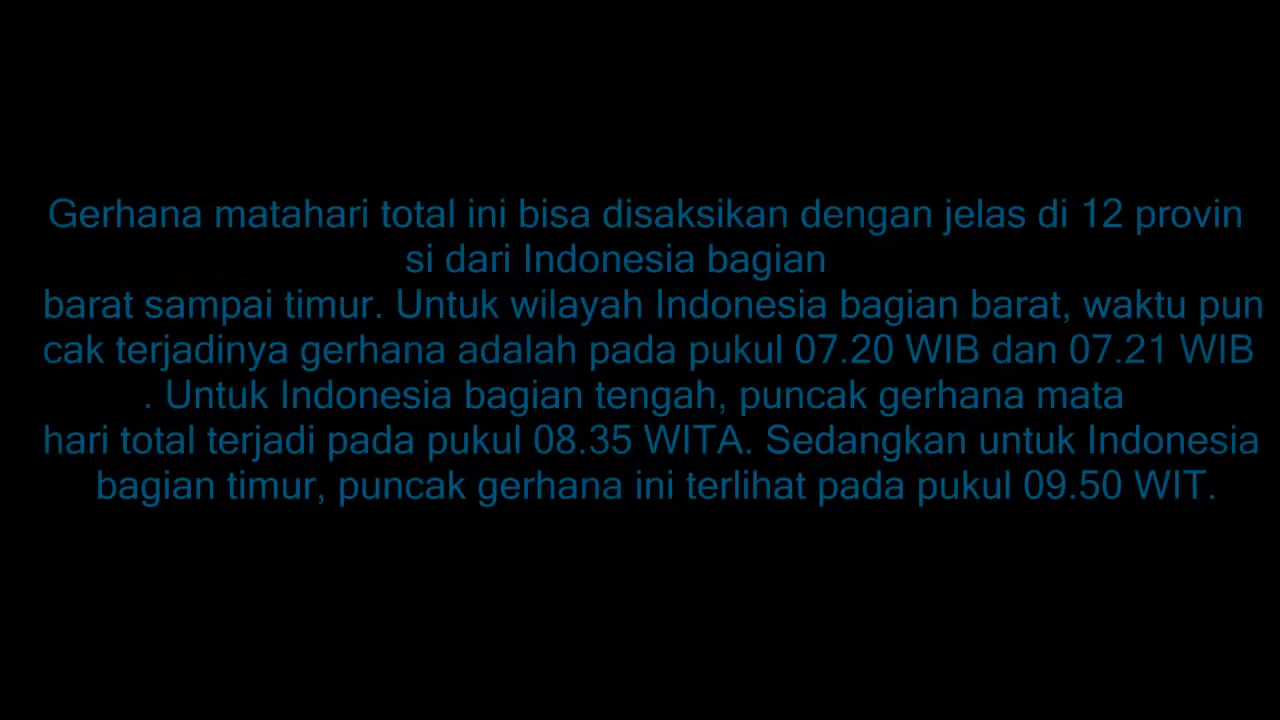 Gerhana matahari total ini bisa disaksikan dengan jelas di 12 provin
si dari Indonesia bagian
barat sampai timur. Untuk wilayah Indonesia bagian barat, waktu pun
cak terjadinya gerhana adalah pada pukul 07.20 WIB dan 07.21 WIB
. Untuk Indonesia bagian tengah, puncak gerhana mata
hari total terjadi pada pukul 08.35 WITA. Sedangkan untuk Indonesia
bagian timur, puncak gerhana ini terlihat pada pukul 09.50 WIT.